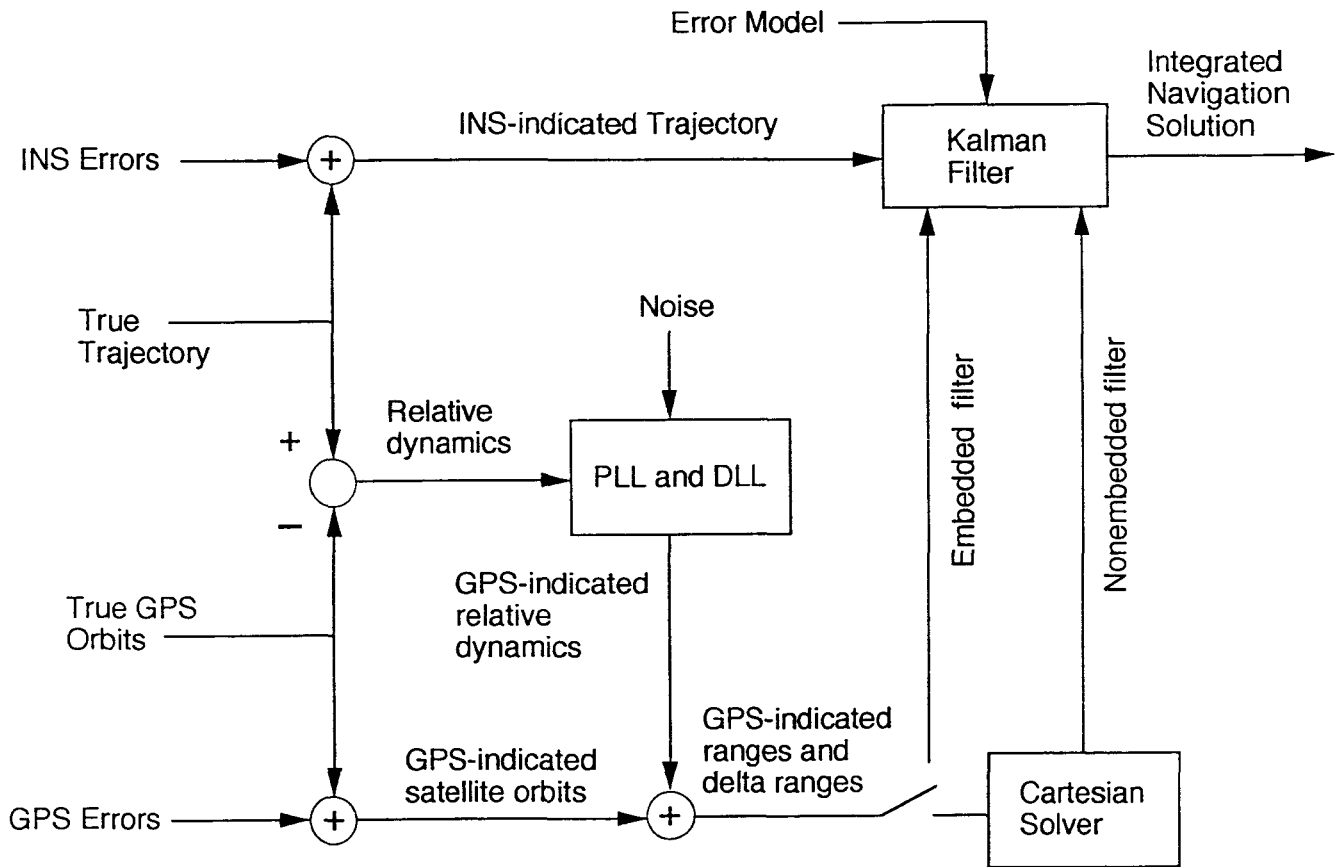 Error Model
Integrated
Navigation
Solution
INS-indicated Trajectory
Kalman
Filter
INS Errors
+
True
Trajectory
Noise
Relative
dynamics
+
−
PLL and DLL
Embedded filter
Nonembedded filter
True GPS
Orbits
GPS-indicated
relative
dynamics
GPS-indicated
ranges and
delta ranges
GPS-indicated
satellite orbits
GPS Errors
+
+
Cartesian
Solver